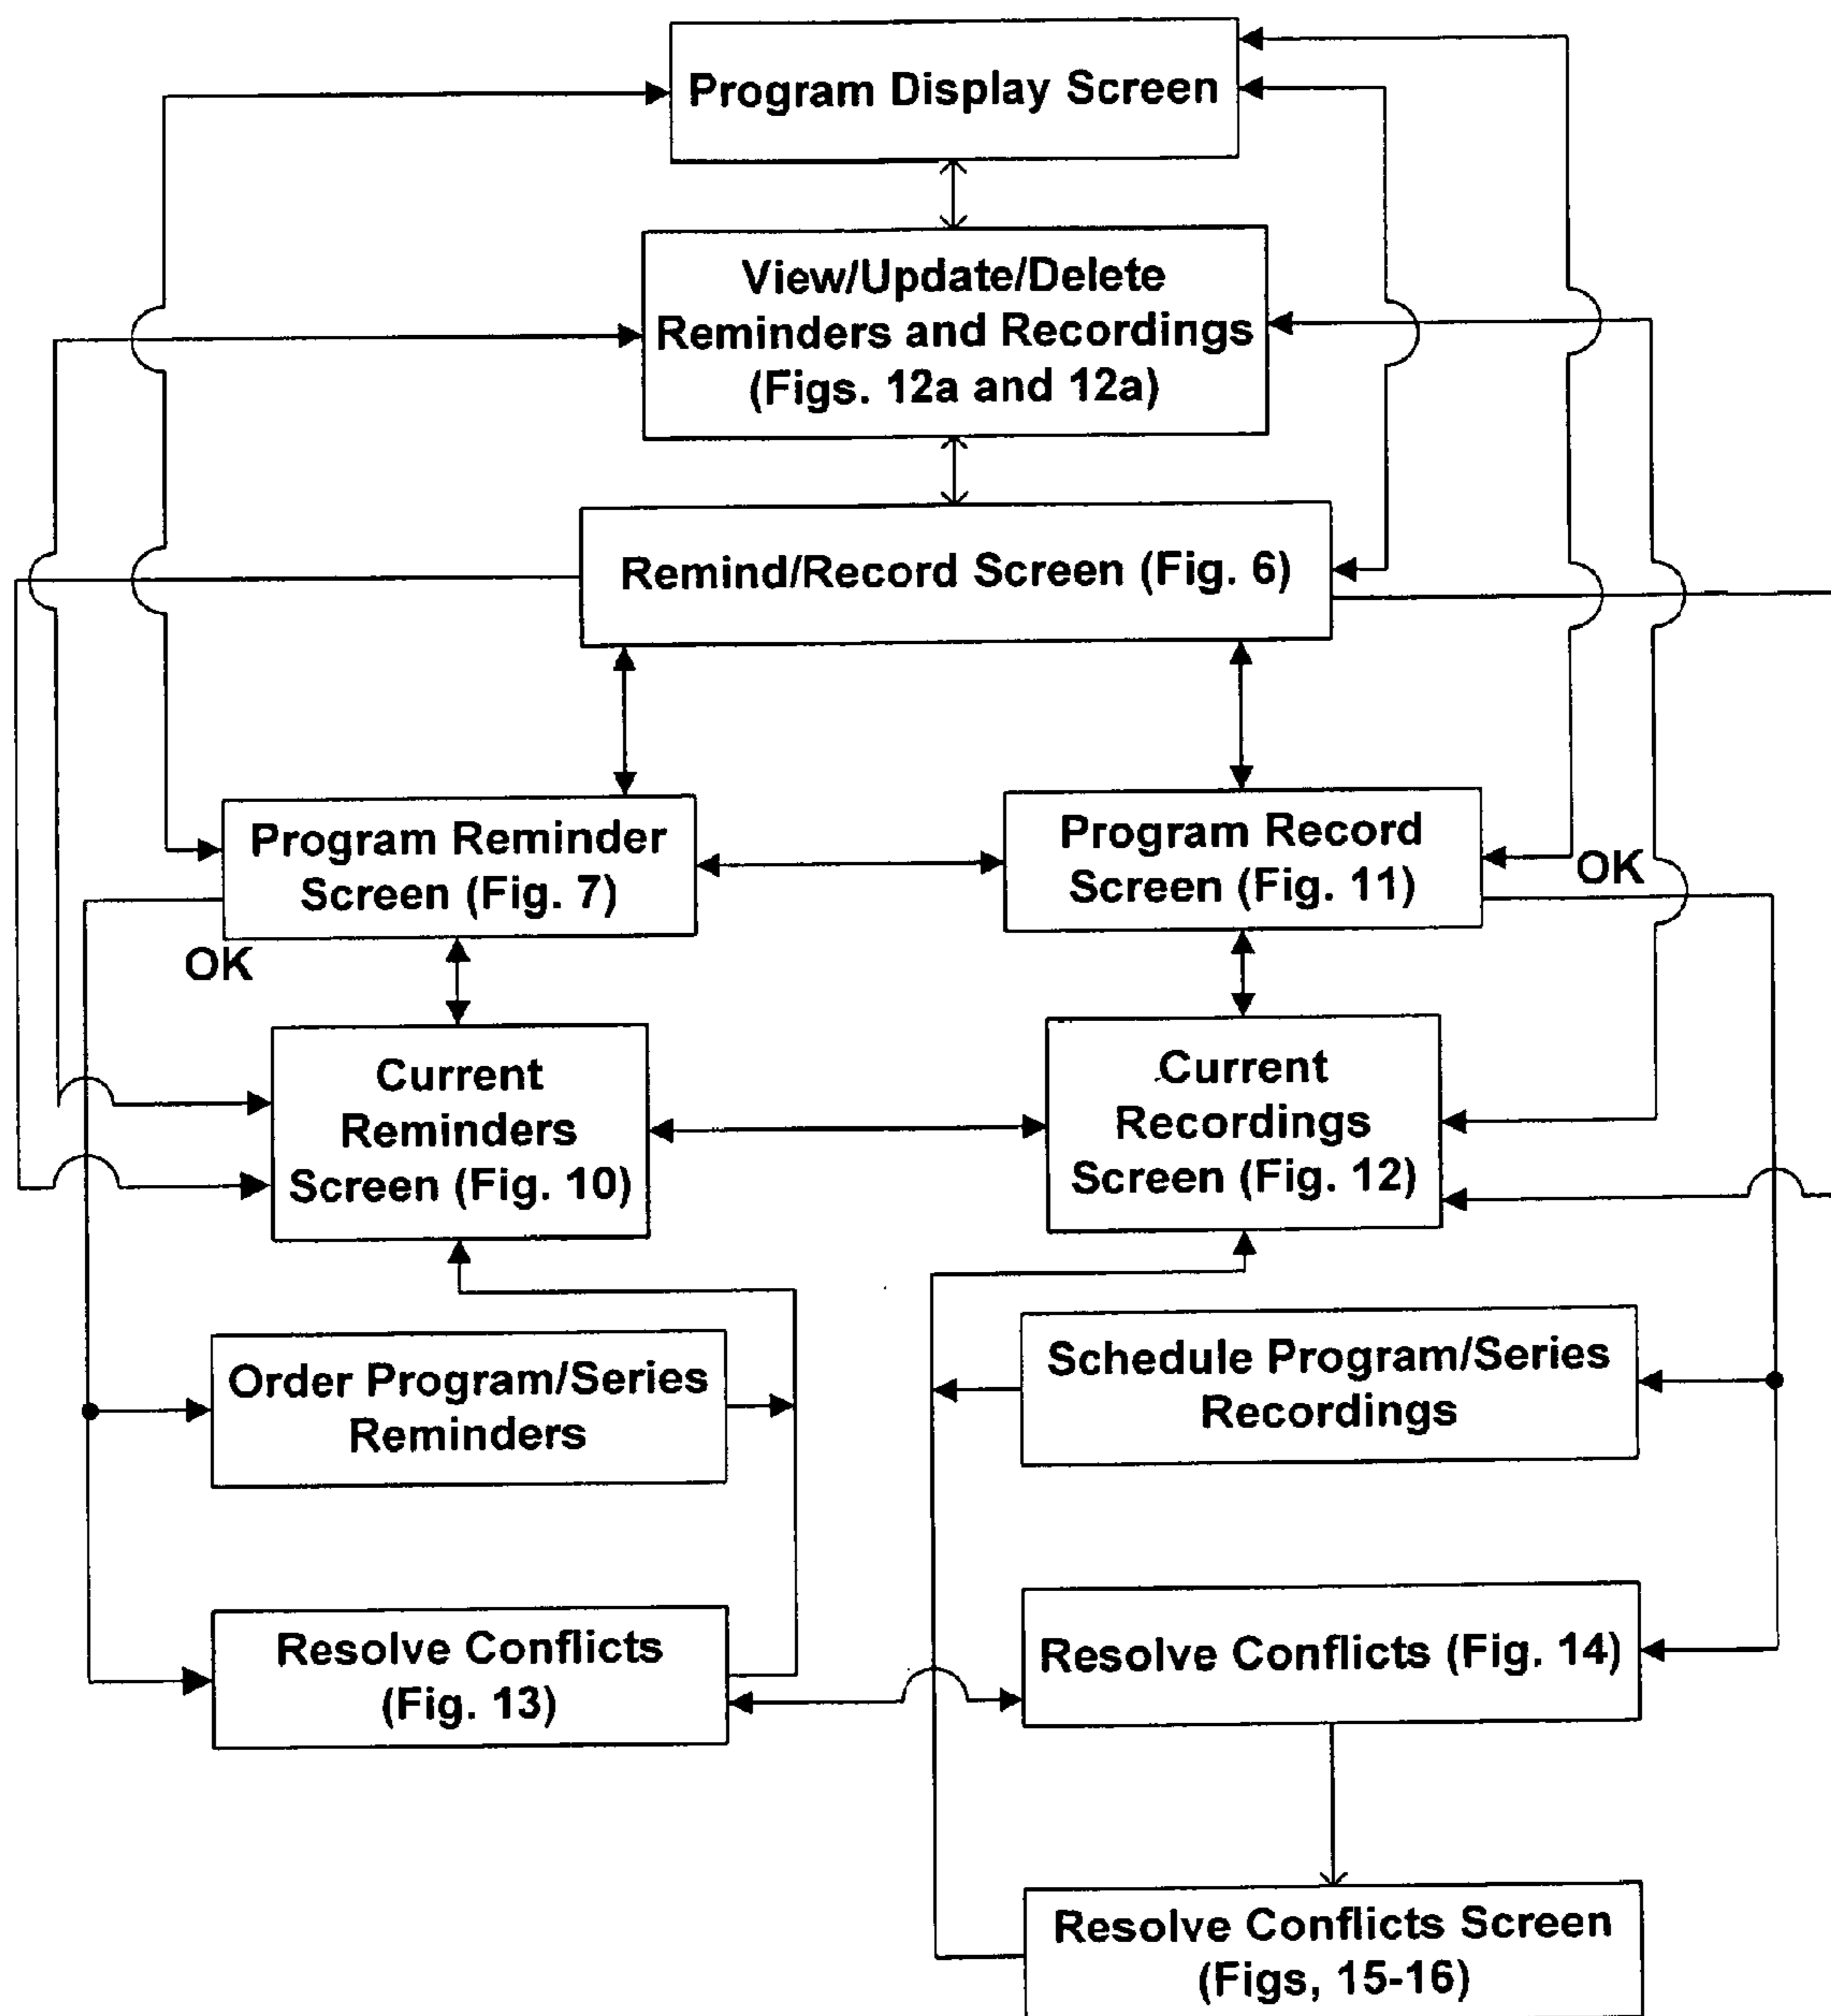 Program Display Screen
View/Update/Delete
Reminders and Recordings
(Figs. 12a and 12a)
Remind/Record Screen (Fig. 6)
Program Reminder
Screen (Fig. 7)
Program Record
Screen (Fig. 11)
OK
OK
Current
Reminders
Screen (Fig. 10)
Current
Recordings
Screen (Fig. 12)
Order Program/Series
Reminders
Schedule Program/Series
Recordings
Resolve Conflicts
(Fig. 13)
Resolve Conflicts (Fig. 14)
Resolve Conflicts Screen
(Figs, 15-16)